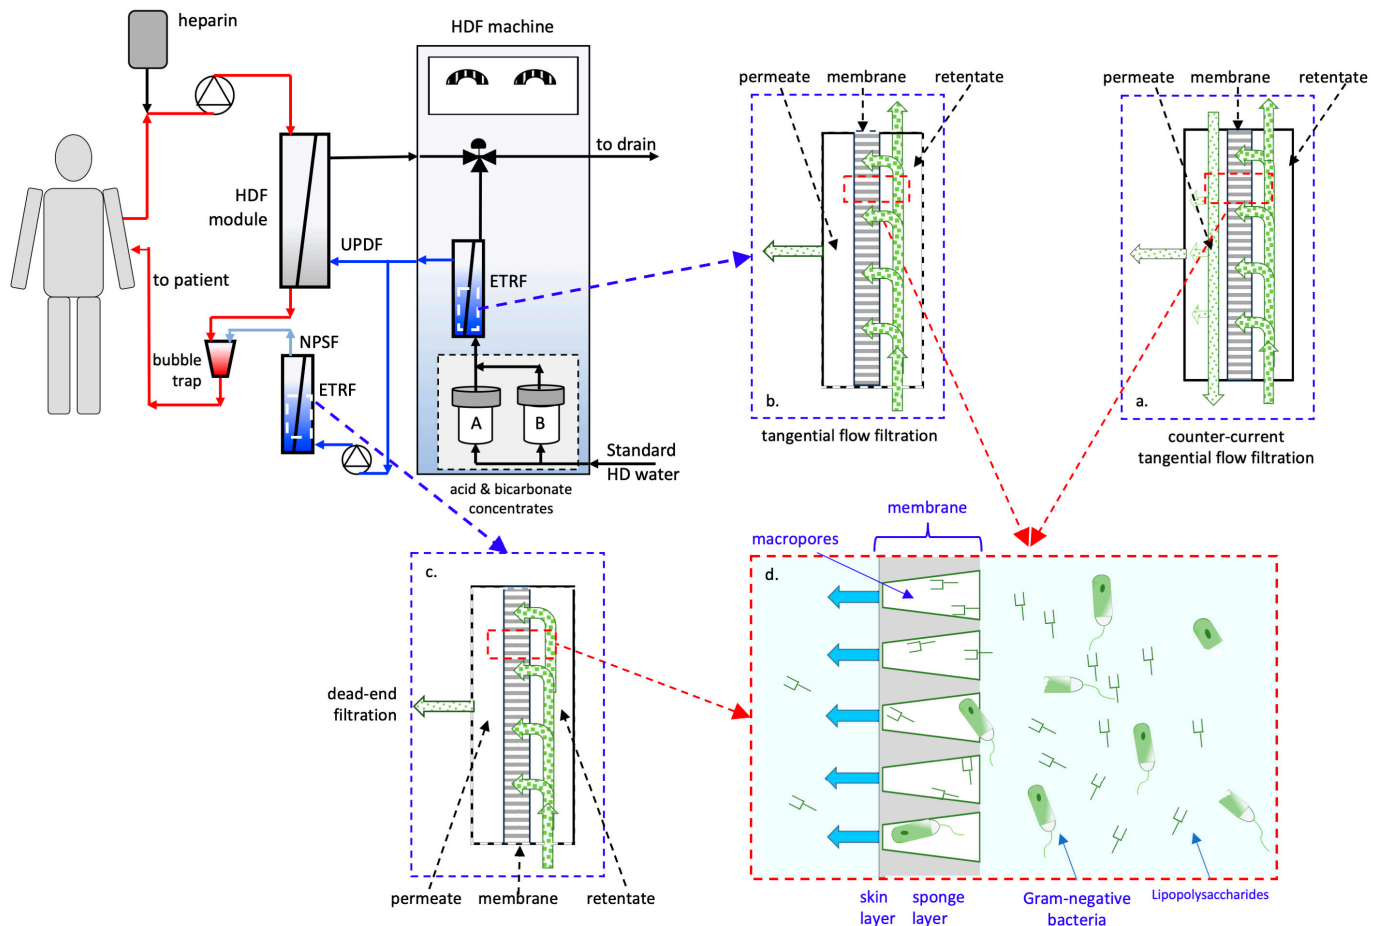 heparin
HDF machine
HDF
module
to drain
UPDF
ETRF
to patient
bubble
trap
NPSF
ETRF
A
B
Standard
HD water
acid & bicarbonate
concentrates
permeate
membrane
retentate
b.
tangential flow filtration
permeate
membrane
retentate
a.
counter-current
tangential flow filtration
c.
dead-end
filtration
permeate
membrane
retentate
membrane
macropores
d.
skin
layer
sponge
layer
Gram-negative
bacteria
Lipopolysaccharides